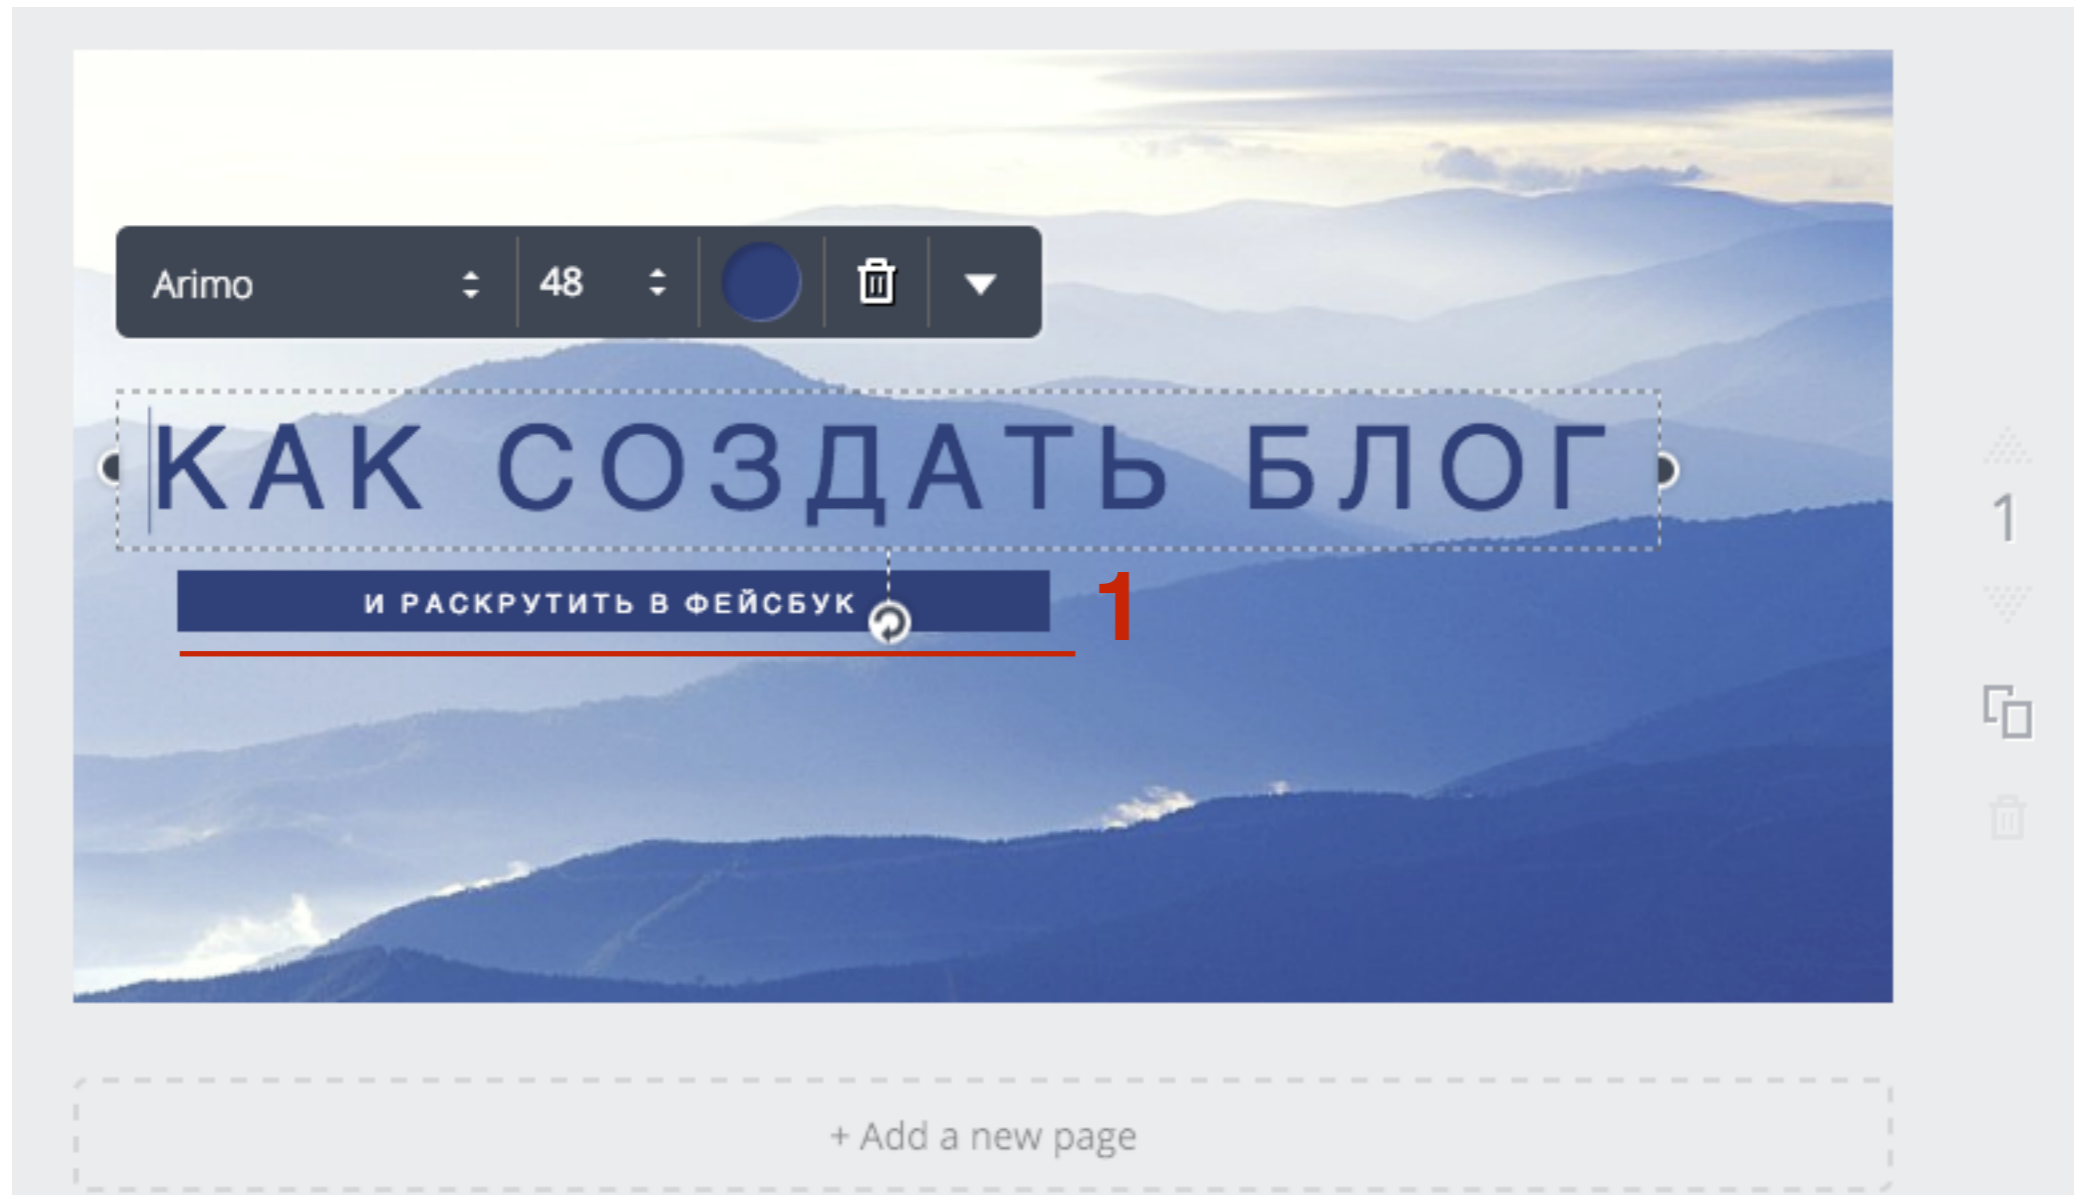 Arimo 48
КАК СОЗДАТЬ БЛОГ
1
И РАСКРУТИТЬ В ФЕЙСБУК 1
+ Add a new page